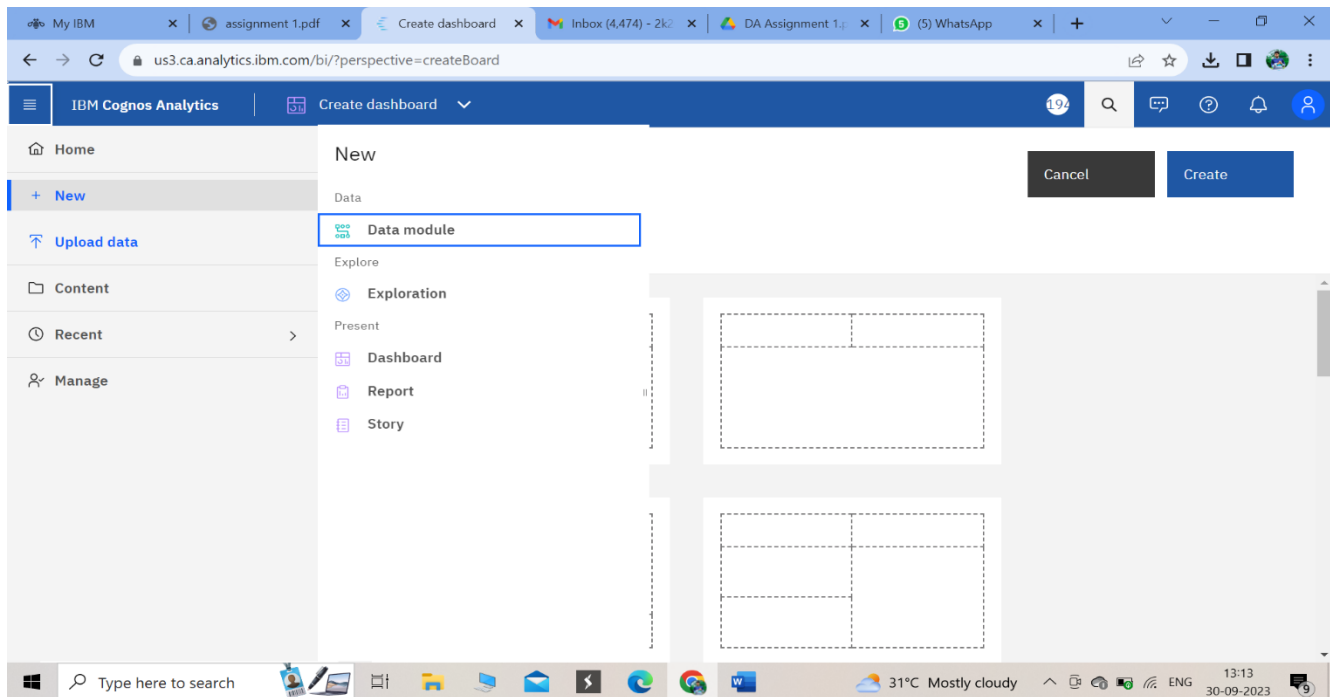 My IBM
assignment 1.pdf
Create dashboard
Inbox (4,474) - 2k2
DA Assignment 1.p
(5) WhatsApp
us3.ca.analytics.ibm.com/bi/?perspective=createBoard
IBM Cognos Analytics
Create dashboard
194
Home
New
Upload data
Content
Recent
Manage
New
Data
Data module
Explore
Exploration
Present
Dashboard
Report
Story
Cancel
Create
Type here to search
31°C Mostly cloudy
ENG
13:13
30-09-2023
9